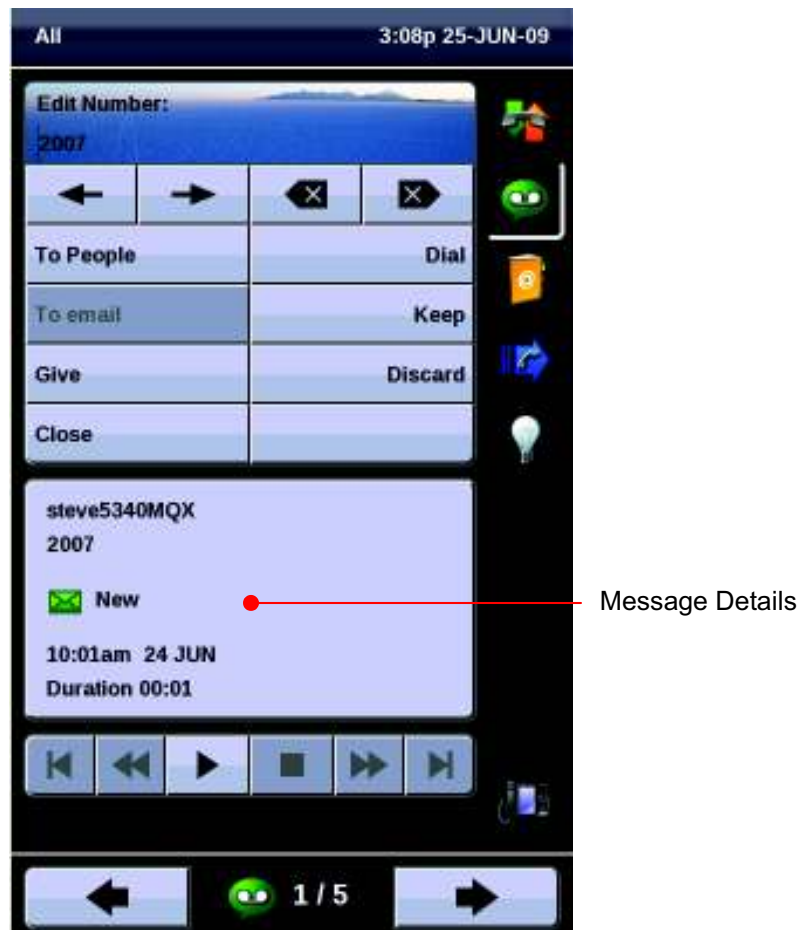 All 3:08p 25-JUN-09
Edit Number:
2007
To People Dial
To email Keep
Give Discard
Close
steve5340MQX
2007
New
Message Details
10:01am 24 JUN
Duration 00:01
1 / 5